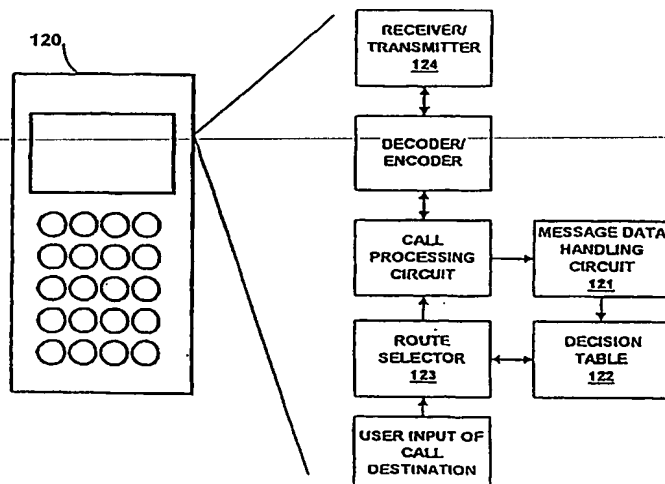 120
RECEIVER/
TRANSMITTER
124
DECODER/
ENCODER
CALL
PROCESSING
CIRCUIT
MESSAGE DATA
HANDLING
CIRCUIT
121
ROUTE
SELECTOR
123
DECISION
TABLE
122
USER INPUT OF
CALL
DESTINATION